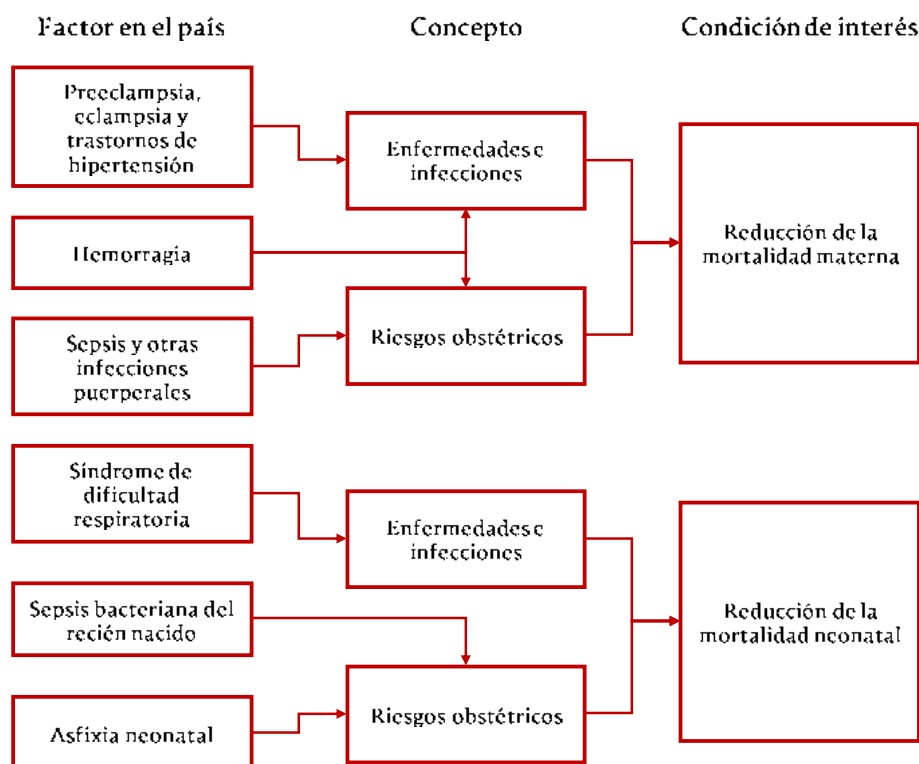 Factor en el país
Concepto
Condición de interés
Preeclampsia,
eclampsia y
trastornos de
hipertensión
Enfermedades e
infecciones
Hemorragia
Reducción de la
mortalidad materna
Riesgos obstétricos
Sepsis y otras
infecciones
puerperales
Síndrome de
dificultad
respiratoria
Enfermedades e
infecciones
Sepsis bacteriana del
recién nacido
Reducción de la
mortalidad neonatal
Riesgos obstétricos
Asfixia neonatal